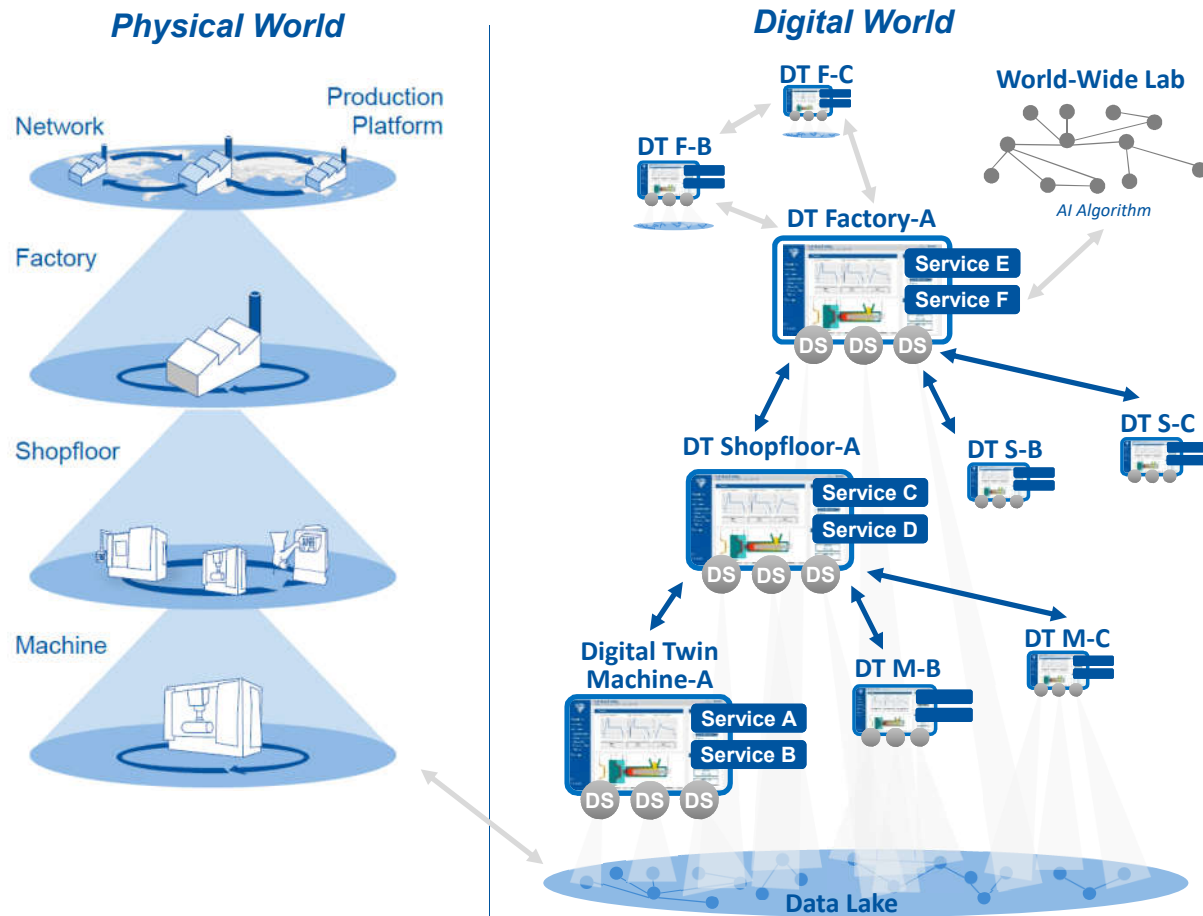 Physical World
Network
Production
Platform
Factory
Shopfloor
Machine
Digital World
DT F-C
World-Wide Lab
DT F-B
AI Algorithm
DT Factory-A
Service E
Service F
DS DS DS
DT S-C
DT Shopfloor-A
DT S-B
Service C
Service D
DS DS DS
DT M-C
Digital Twin
Machine-A
DT M-B
Service A
Service B
DS DS DS
Data Lake